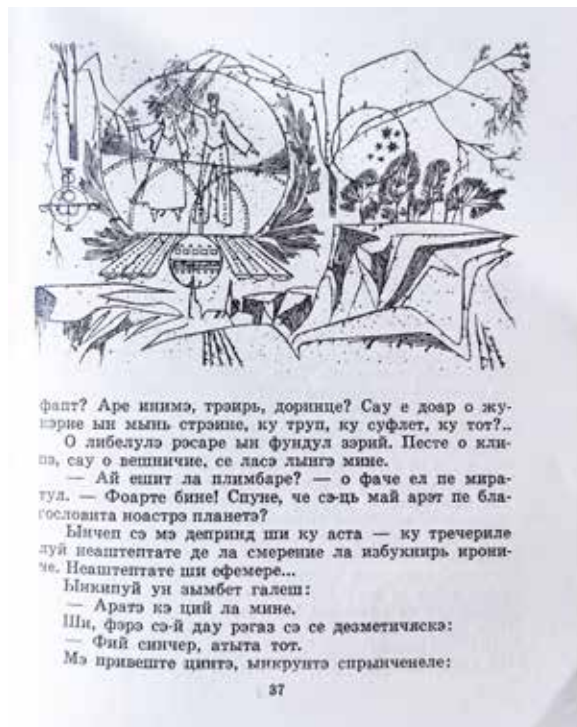 фапт? Аре инимэ, трэирь, доринце? Сау е доар о жу-
кэрие ын мынь стрэине, ку труп, ку суфлет, ку тот?..
О либелулэ рэсаре ын фундул зэрий. Песте о кли-
пэ, сау о вешничие, се ласэ лынгэ мине.
— Ай ешит ла плимбаре? — о фаче ел пе мира-
тул. — Фоарте бине! Спуне, че сэ-ць май арэт пе бла-
гословита ноастрэ планетэ?
Ынчеп сэ мэ депринд ши ку аста — ку тречериле
луй неаштептате де ла смерение ла избукнирь ирони-
че. Неаштептате ши ефемере...
Ынкипуй ун зымбет галеш:
— Аратэ кэ ций ла мине.
Ши, фэрэ сэ-й дау рэгаз сэ се дезметичяскэ:
— Фий синчер, атыта тот.
Мэ привеште цинтэ, ынкрунтэ спрынченеле:
37